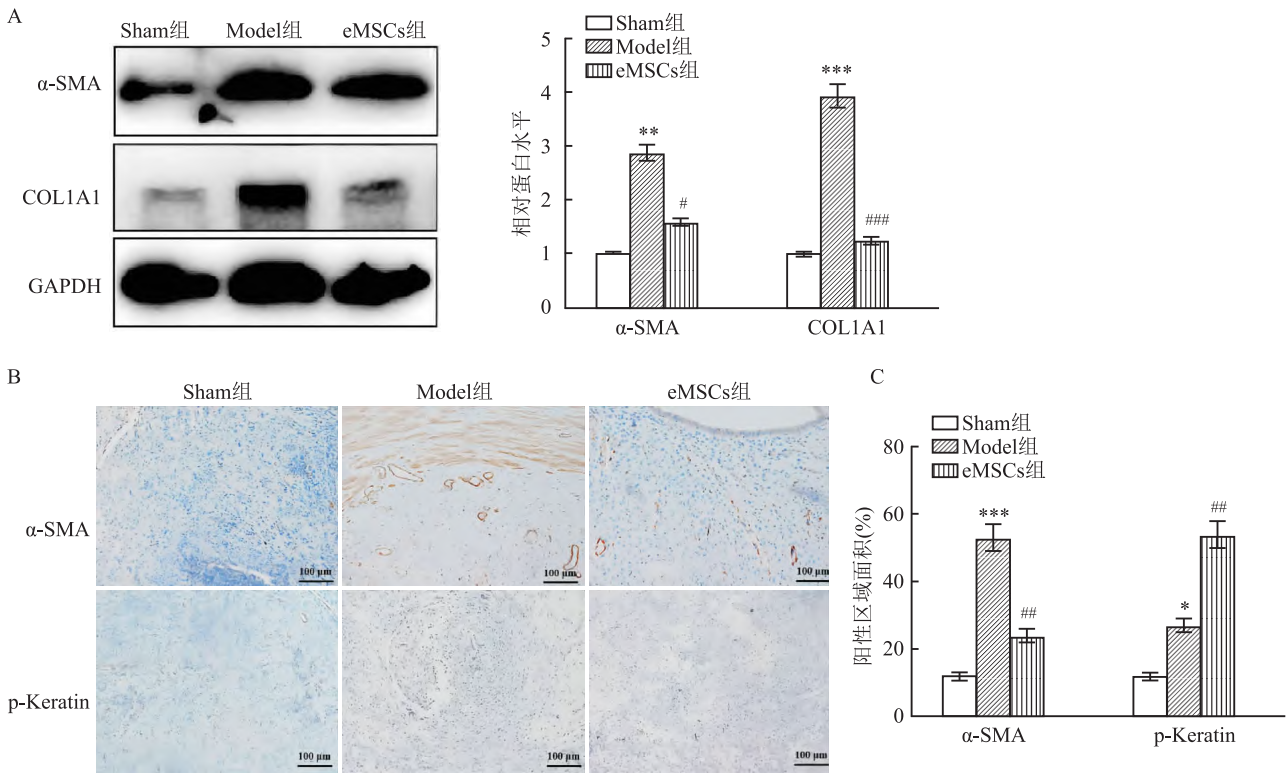 A
Sham组 Model组 eMSCs组
α-SMA
COL1A1
GAPDH
Sham组
Model组
eMSCs组
相对蛋白水平
5
4
3
2
1
0
** # *** ###
α-SMA COL1A1
B
Sham组 Model组 eMSCs组
α-SMA
100 μm 100 μm 100 μm
p-Keratin
100 μm 100 μm 100 μm
C
Sham组
Model组
eMSCs组
阳性区域面积(%)
80
60
40
20
0
*** ## * ##
α-SMA p-Keratin